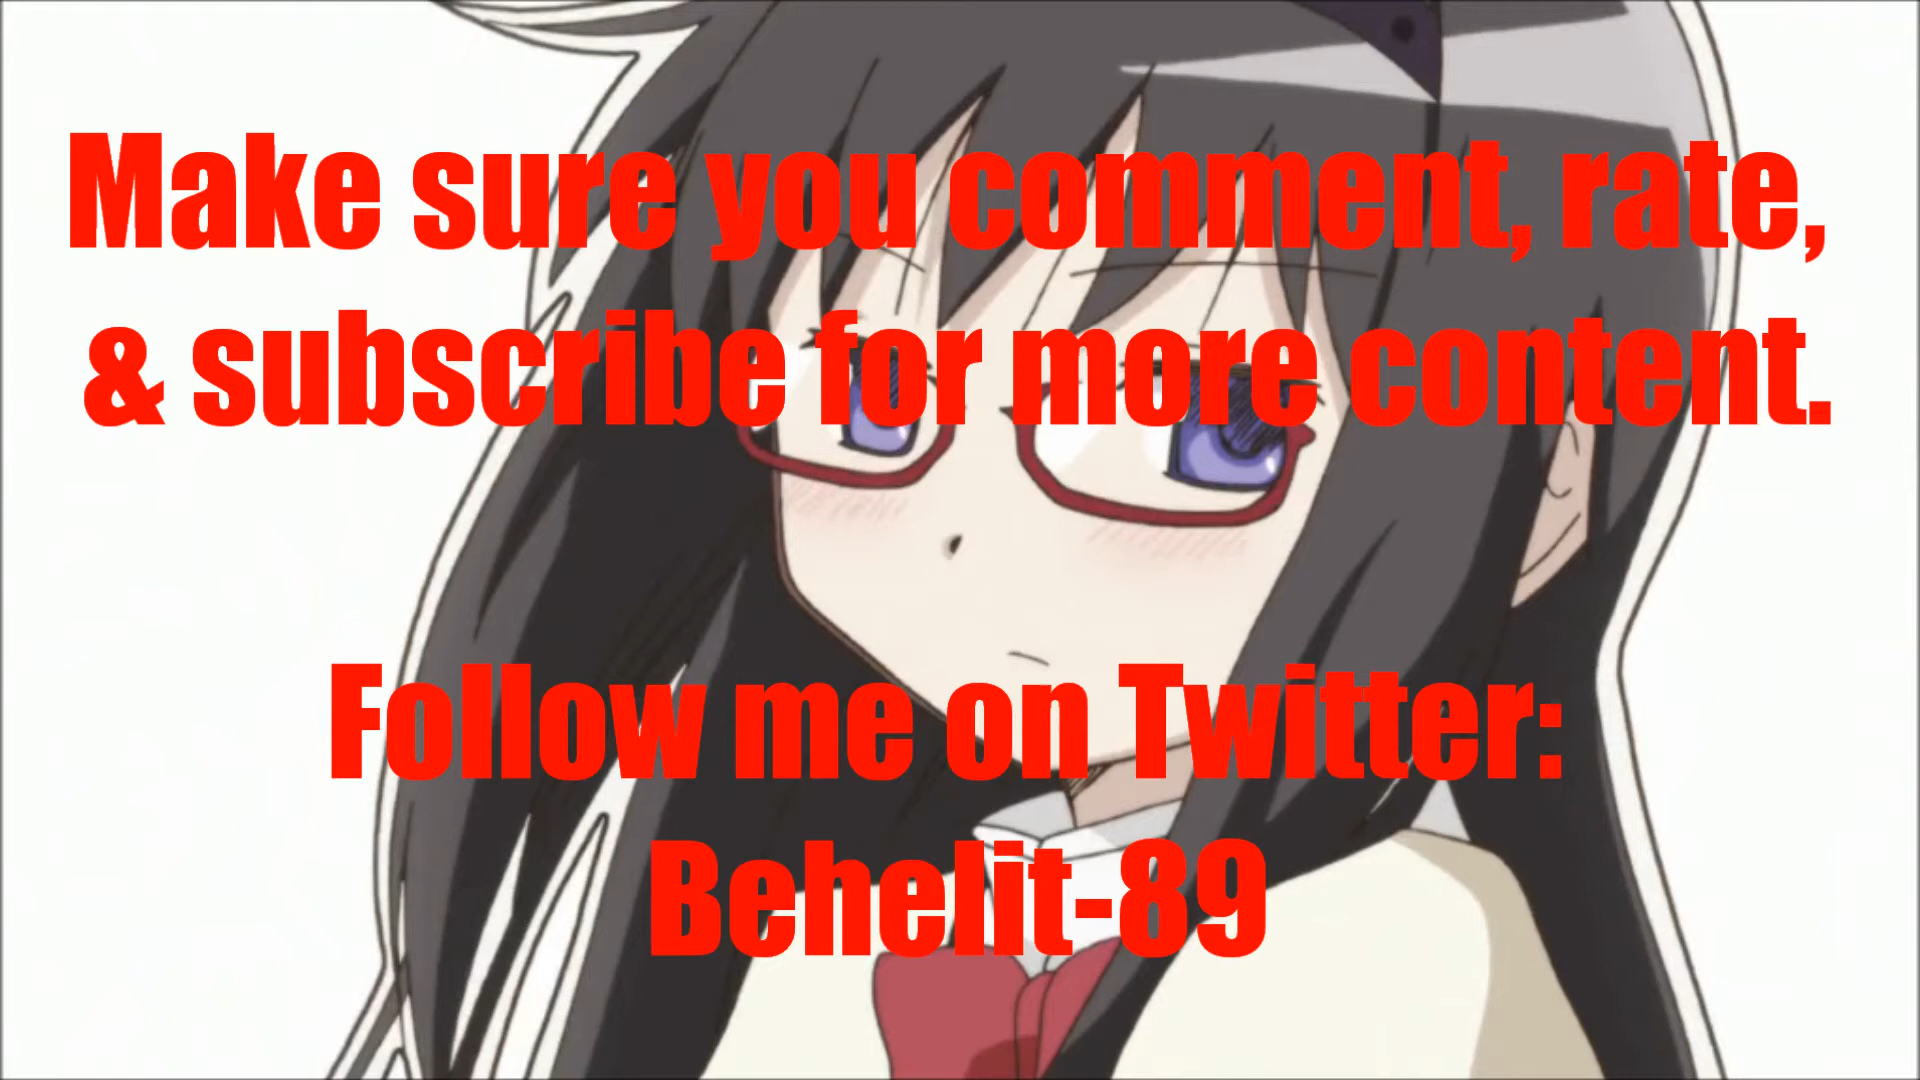 Make sure you comment, rate,
& subscribe for more content.
Follow me on Twitter:
Behelit-89